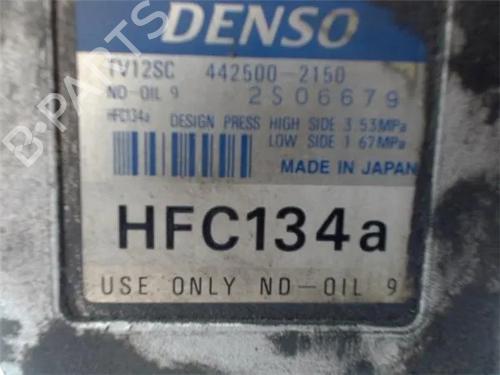 DENSO
TV12SC 442500-2150
ND-OIL 9 2S06679
HFC134a DESIGN PRESS HIGH SIDE 3.53MPa
LOW SIDE 1.67MPa
MADE IN JAPAN
HFC134a
USE ONLY ND-OIL 9
B-PARTS